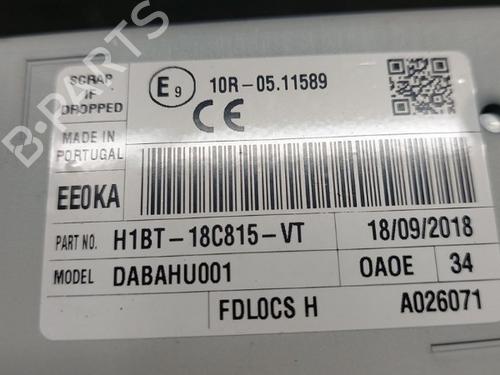 SCRAP
IF
DROPPED
E9 10R-05.11589
CE
MADE IN
PORTUGAL
EE0KA
PART NO. H1BT-18C815-VT 18/09/2018
MODEL DABAHU001 OAOE 34
FDLOCS H A026071
B-PARTS